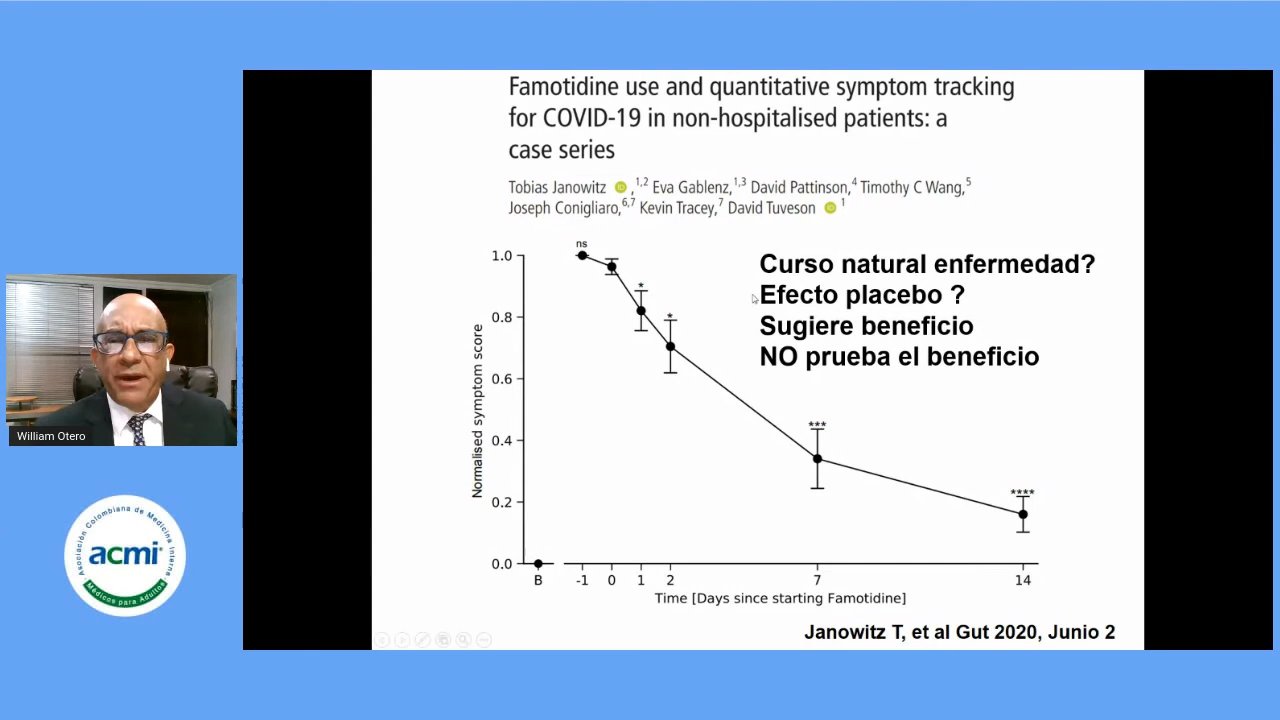 Famotidine use and quantitative symptom tracking
for COVID-19 in non-hospitalised patients: a
case series
Tobias Janowitz ,1,2 Eva Gablenz,1,3 David Pattinson,4 Timothy C Wang,5
Joseph Conigliaro,6,7 Kevin Tracey,7 David Tuveson 1
Curso natural enfermedad?
Efecto placebo ?
Sugiere beneficio
NO prueba el beneficio
Normalised symptom score
1.0
0.8
0.6
0.4
0.2
0.0
ns
*
*
***
****
B -1 0 1 2 7 14
Time [Days since starting Famotidine]
Janowitz T, et al Gut 2020, Junio 2
William Otero
Asociación Colombiana de Medicina Interna
acmi
Médicos para Adultos
iD
iD